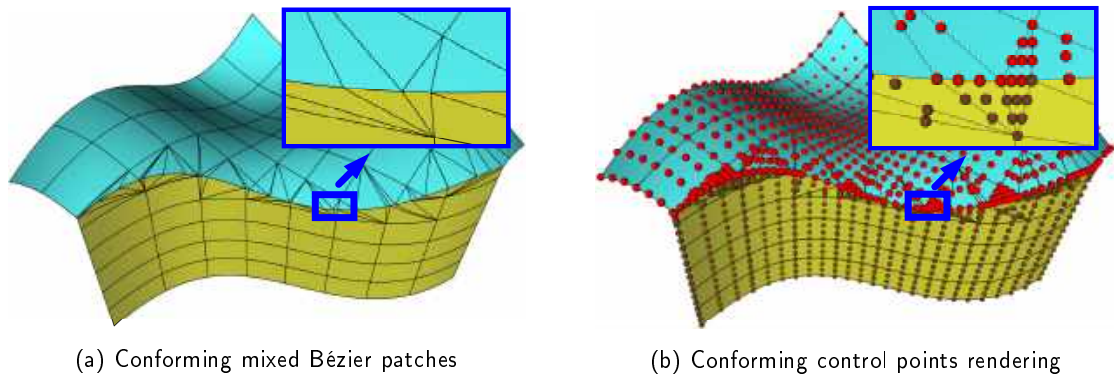 (a) Conforming mixed Bézier patches
(b) Conforming control points rendering